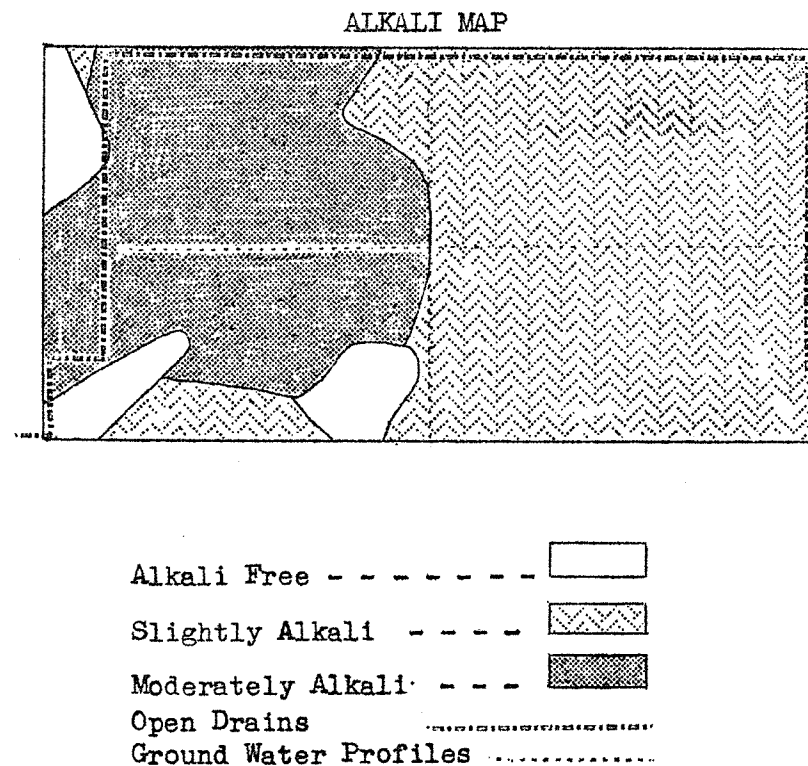 ALKALI MAP
Alkali Free
Slightly Alkali
Moderately Alkali
Open Drains
Ground Water Profiles